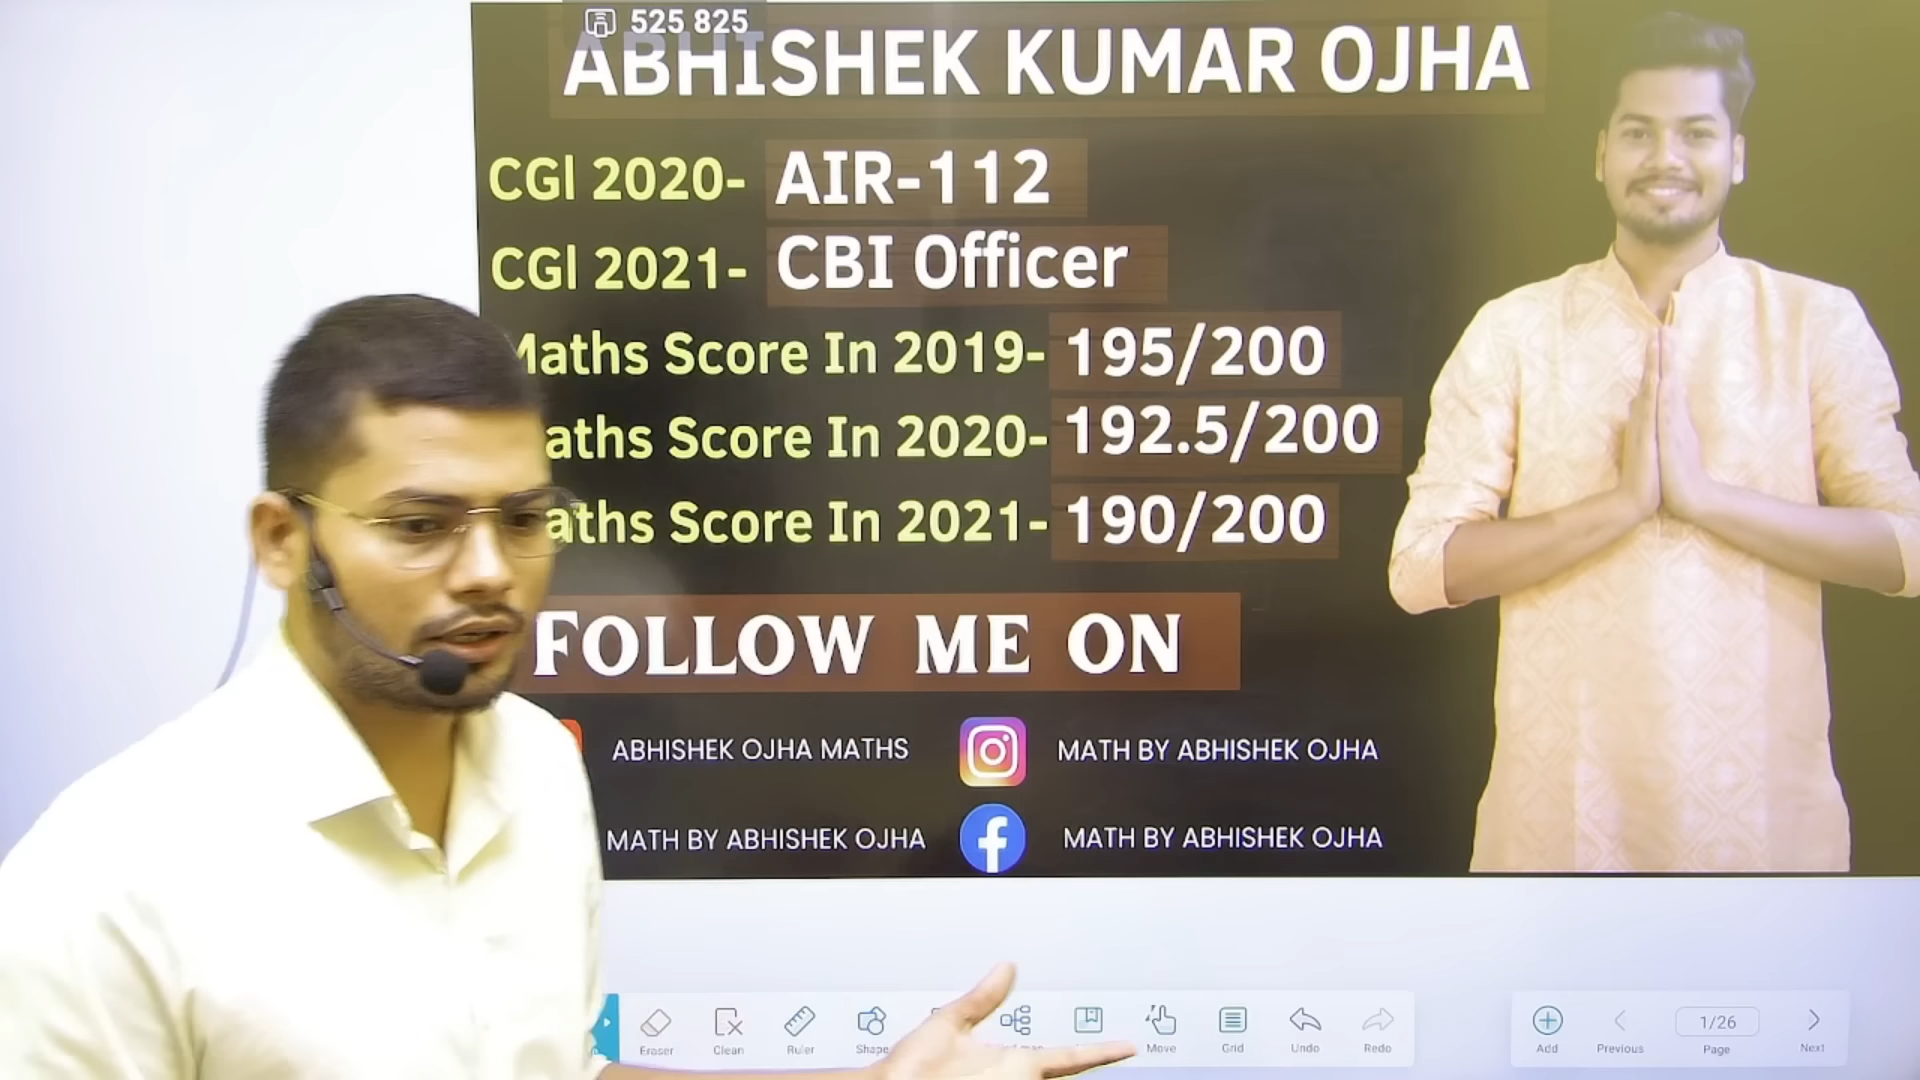 525 825
ABHISHEK KUMAR OJHA
CGl 2020- AIR-112
CGl 2021- CBI Officer
Maths Score In 2019- 195/200
aths Score In 2020- 192.5/200
aths Score In 2021- 190/200
FOLLOW ME ON
ABHISHEK OJHA MATHS MATH BY ABHISHEK OJHA
MATH BY ABHISHEK OJHA MATH BY ABHISHEK OJHA
Eraser Clean Ruler Shape Move Grid Undo Redo Add Previous 1/26 Page Next